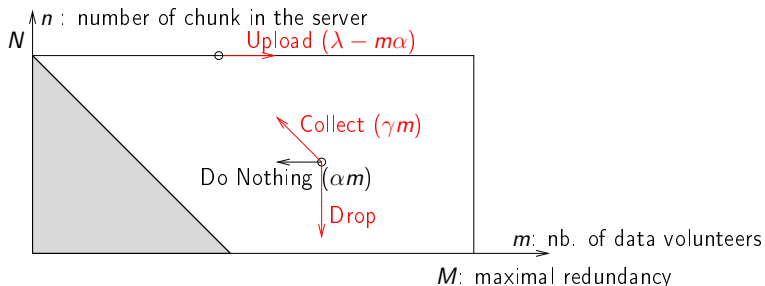 n : number of chunk in the server
N
Upload (λ − mα)
Collect (γm)
Do Nothing (αm)
Drop
m: nb. of data volunteers
M: maximal redundancy